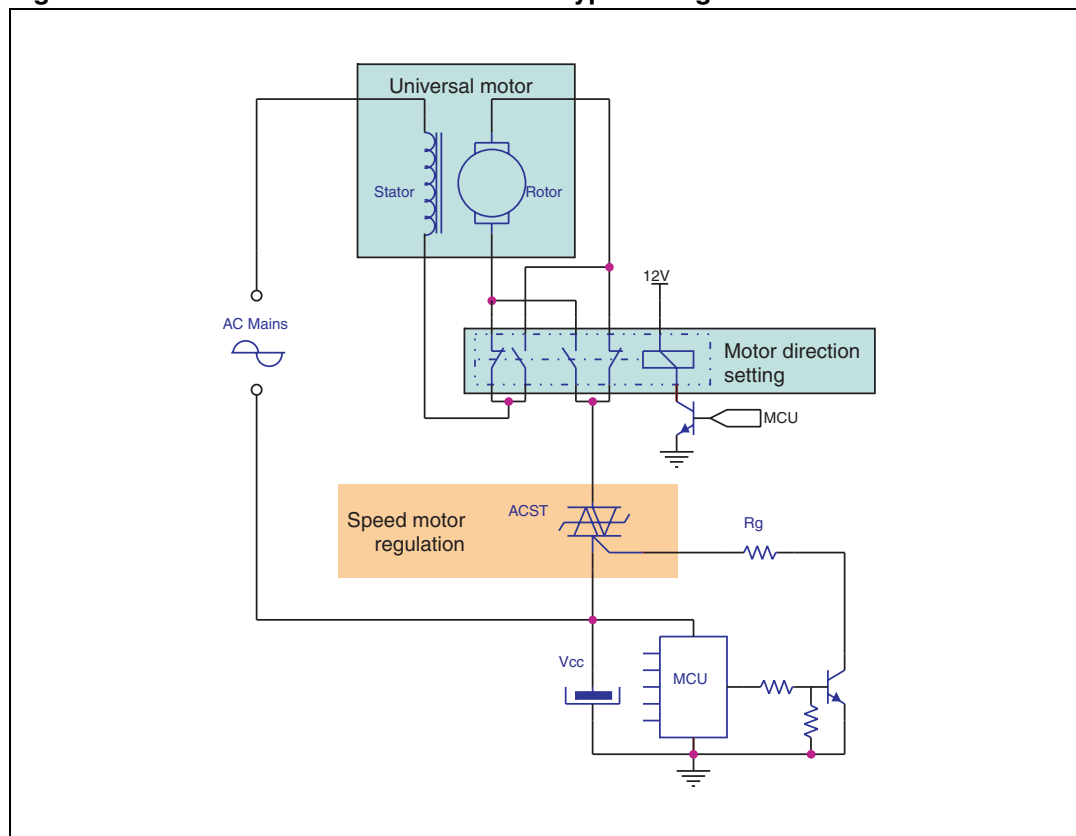 Universal motor
Stator
Rotor
12V
AC Mains
Motor direction
setting
MCU
ACST
Speed motor
regulation
Rg
Vcc
MCU